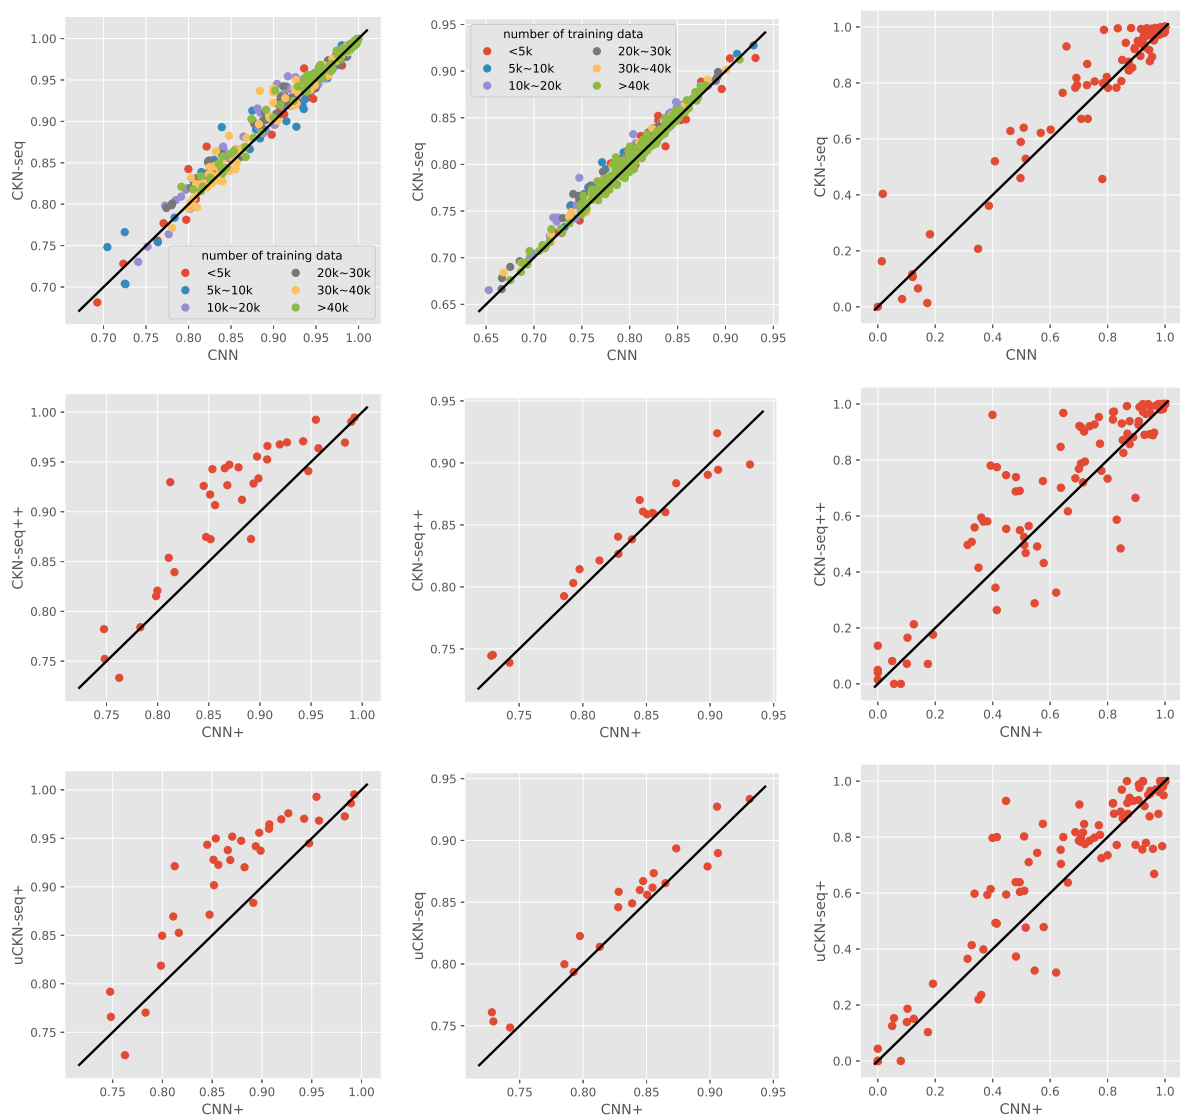 1.00
0.95
0.90
0.85
0.80
0.75
0.70
CKN-seq
number of training data
<5k
5k~10k
10k~20k
20k~30k
30k~40k
>40k
0.70 0.75 0.80 0.85 0.90 0.95 1.00
CNN
0.95
0.90
0.85
0.80
0.75
0.70
0.65
CKN-seq
number of training data
<5k
5k~10k
10k~20k
20k~30k
30k~40k
>40k
0.65 0.70 0.75 0.80 0.85 0.90 0.95
CNN
1.0
0.8
0.6
0.4
0.2
0.0
CKN-seq
0.0 0.2 0.4 0.6 0.8 1.0
CNN
1.00
0.95
0.90
0.85
0.80
0.75
CKN-seq++
0.75 0.80 0.85 0.90 0.95 1.00
CNN+
0.95
0.90
0.85
0.80
0.75
CKN-seq++
0.75 0.80 0.85 0.90 0.95
CNN+
1.0
0.8
0.6
0.4
0.2
0.0
CKN-seq++
0.0 0.2 0.4 0.6 0.8 1.0
CNN+
1.00
0.95
0.90
0.85
0.80
0.75
uCKN-seq+
0.75 0.80 0.85 0.90 0.95 1.00
CNN+
0.95
0.90
0.85
0.80
0.75
uCKN-seq
0.75 0.80 0.85 0.90 0.95
CNN+
1.0
0.8
0.6
0.4
0.2
0.0
uCKN-seq+
0.0 0.2 0.4 0.6 0.8 1.0
CNN+